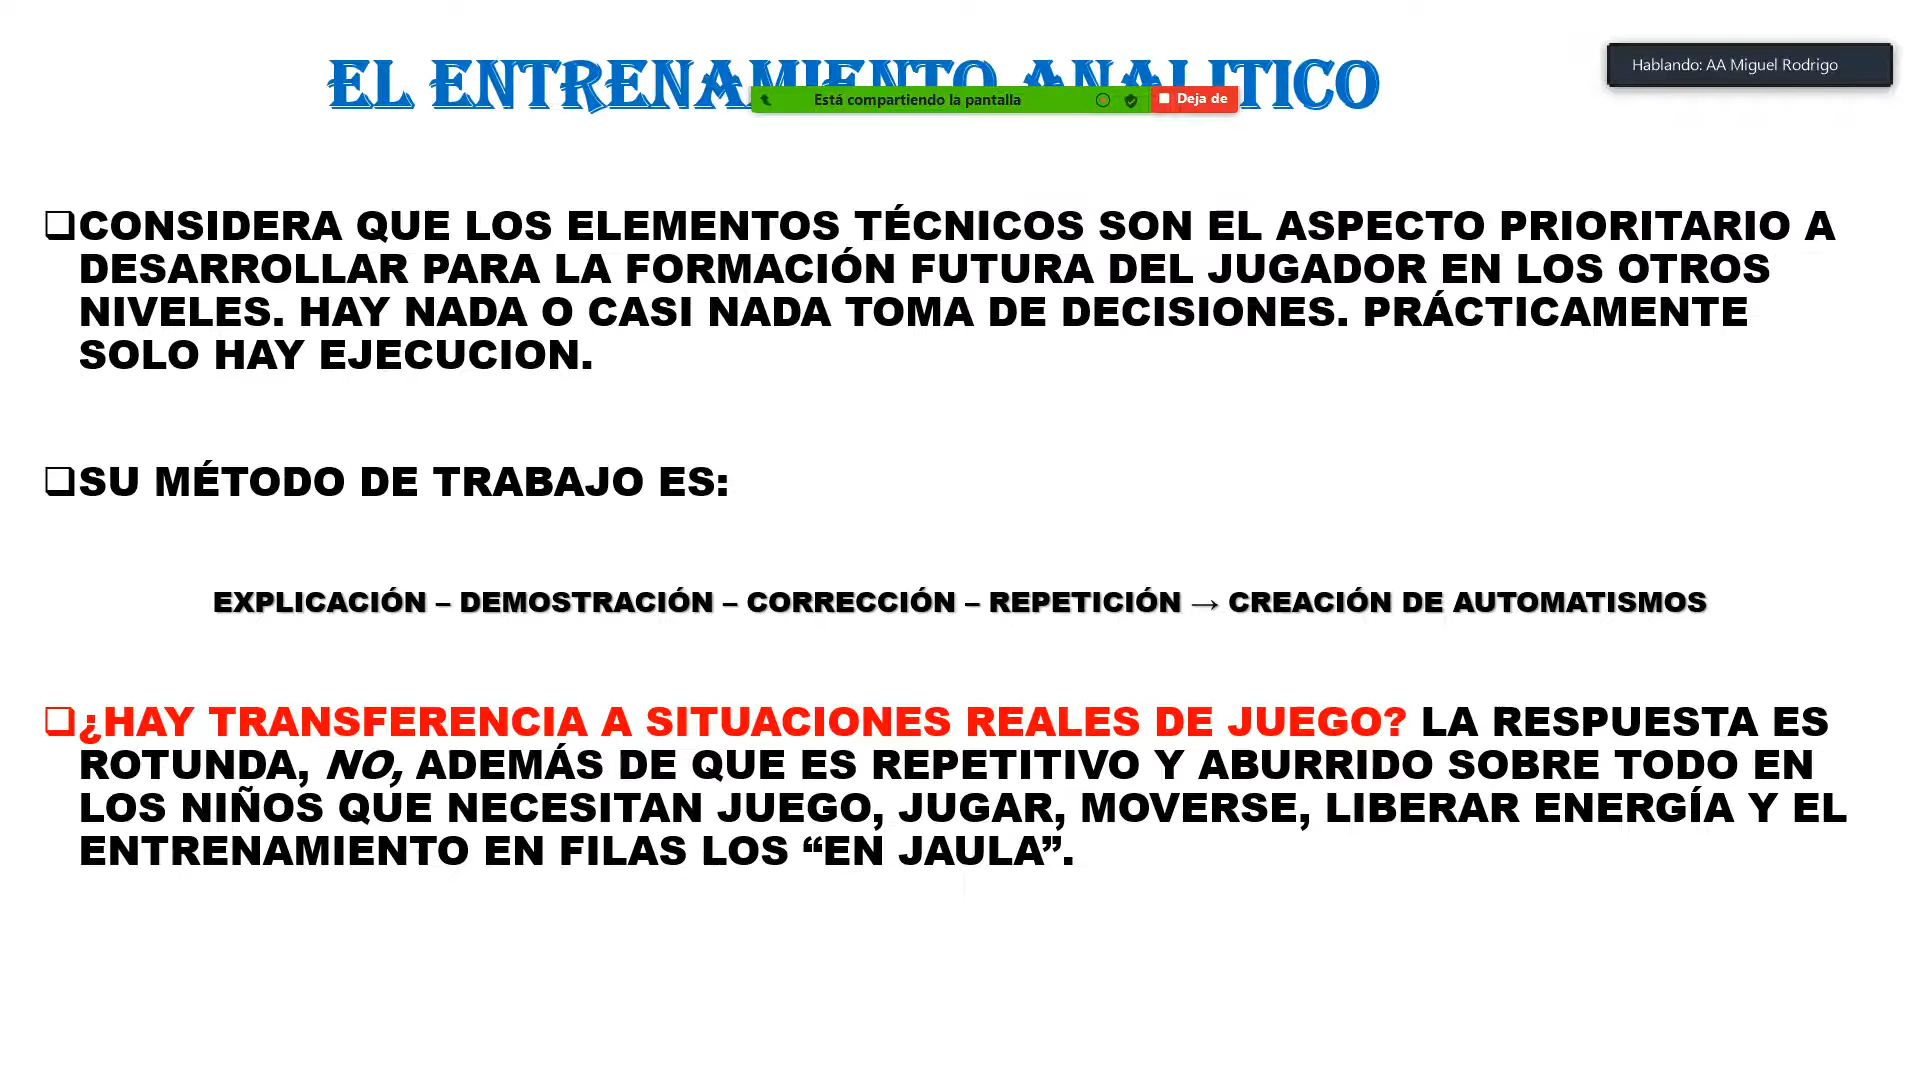 EL ENTRENAMIENTO ANALITICO
Hablando: AA Miguel Rodrigo
Está compartiendo la pantalla
Deja de
❑CONSIDERA QUE LOS ELEMENTOS TÉCNICOS SON EL ASPECTO PRIORITARIO A
DESARROLLAR PARA LA FORMACIÓN FUTURA DEL JUGADOR EN LOS OTROS
NIVELES. HAY NADA O CASI NADA TOMA DE DECISIONES. PRÁCTICAMENTE
SOLO HAY EJECUCION.
❑SU MÉTODO DE TRABAJO ES:
EXPLICACIÓN – DEMOSTRACIÓN – CORRECCIÓN – REPETICIÓN → CREACIÓN DE AUTOMATISMOS
❑¿HAY TRANSFERENCIA A SITUACIONES REALES DE JUEGO? LA RESPUESTA ES
ROTUNDA, NO, ADEMÁS DE QUE ES REPETITIVO Y ABURRIDO SOBRE TODO EN
LOS NIÑOS QUE NECESITAN JUEGO, JUGAR, MOVERSE, LIBERAR ENERGÍA Y EL
ENTRENAMIENTO EN FILAS LOS “EN JAULA”.